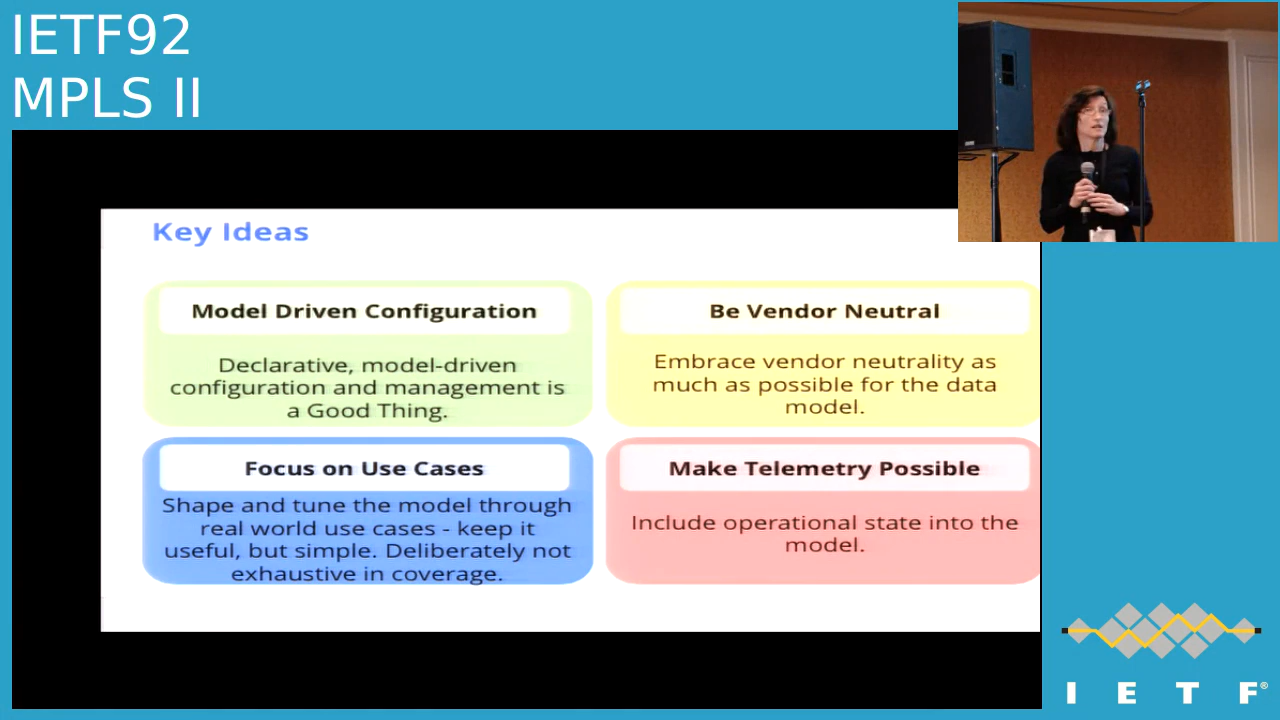 IETF92
MPLS II
Key Ideas
Model Driven Configuration
Declarative, model-driven
configuration and management is
a Good Thing.
Be Vendor Neutral
Embrace vendor neutrality as
much as possible for the data
model.
Focus on Use Cases
Shape and tune the model through
real world use cases - keep it
useful, but simple. Deliberately not
exhaustive in coverage.
Make Telemetry Possible
Include operational state into the
model.
I E T F®